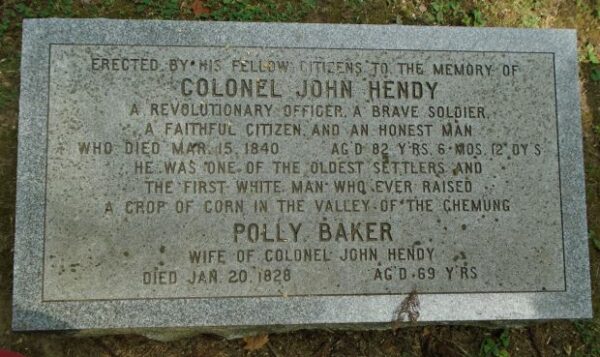 ERECTED BY HIS FELLOW CITIZENS TO THE MEMORY OF
COLONEL JOHN HENDY
A REVOLUTIONARY OFFICER, A BRAVE SOLDIER,
A FAITHFUL CITIZEN AND AN HONEST MAN
WHO DIED MAR. 15, 1840 AG'D 82 Y'RS 6 MOS. 12 DY'S
HE WAS ONE OF THE OLDEST SETTLERS AND
THE FIRST WHITE MAN WHO EVER RAISED
A CROP OF CORN IN THE VALLEY OF THE CHEMUNG
POLLY BAKER
WIFE OF COLONEL JOHN HENDY
DIED JAN. 20, 1828 AG'D 69 Y'RS